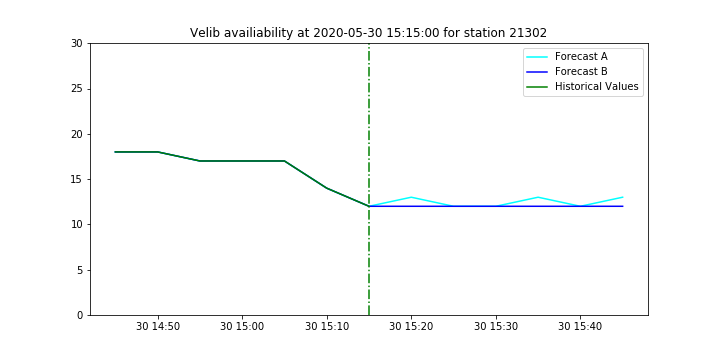 Velib availiability at 2020-05-30 15:15:00 for station 21302
30
25
20
15
10
5
0
Forecast A
Forecast B
Historical Values
30 14:50 30 15:00 30 15:10 30 15:20 30 15:30 30 15:40